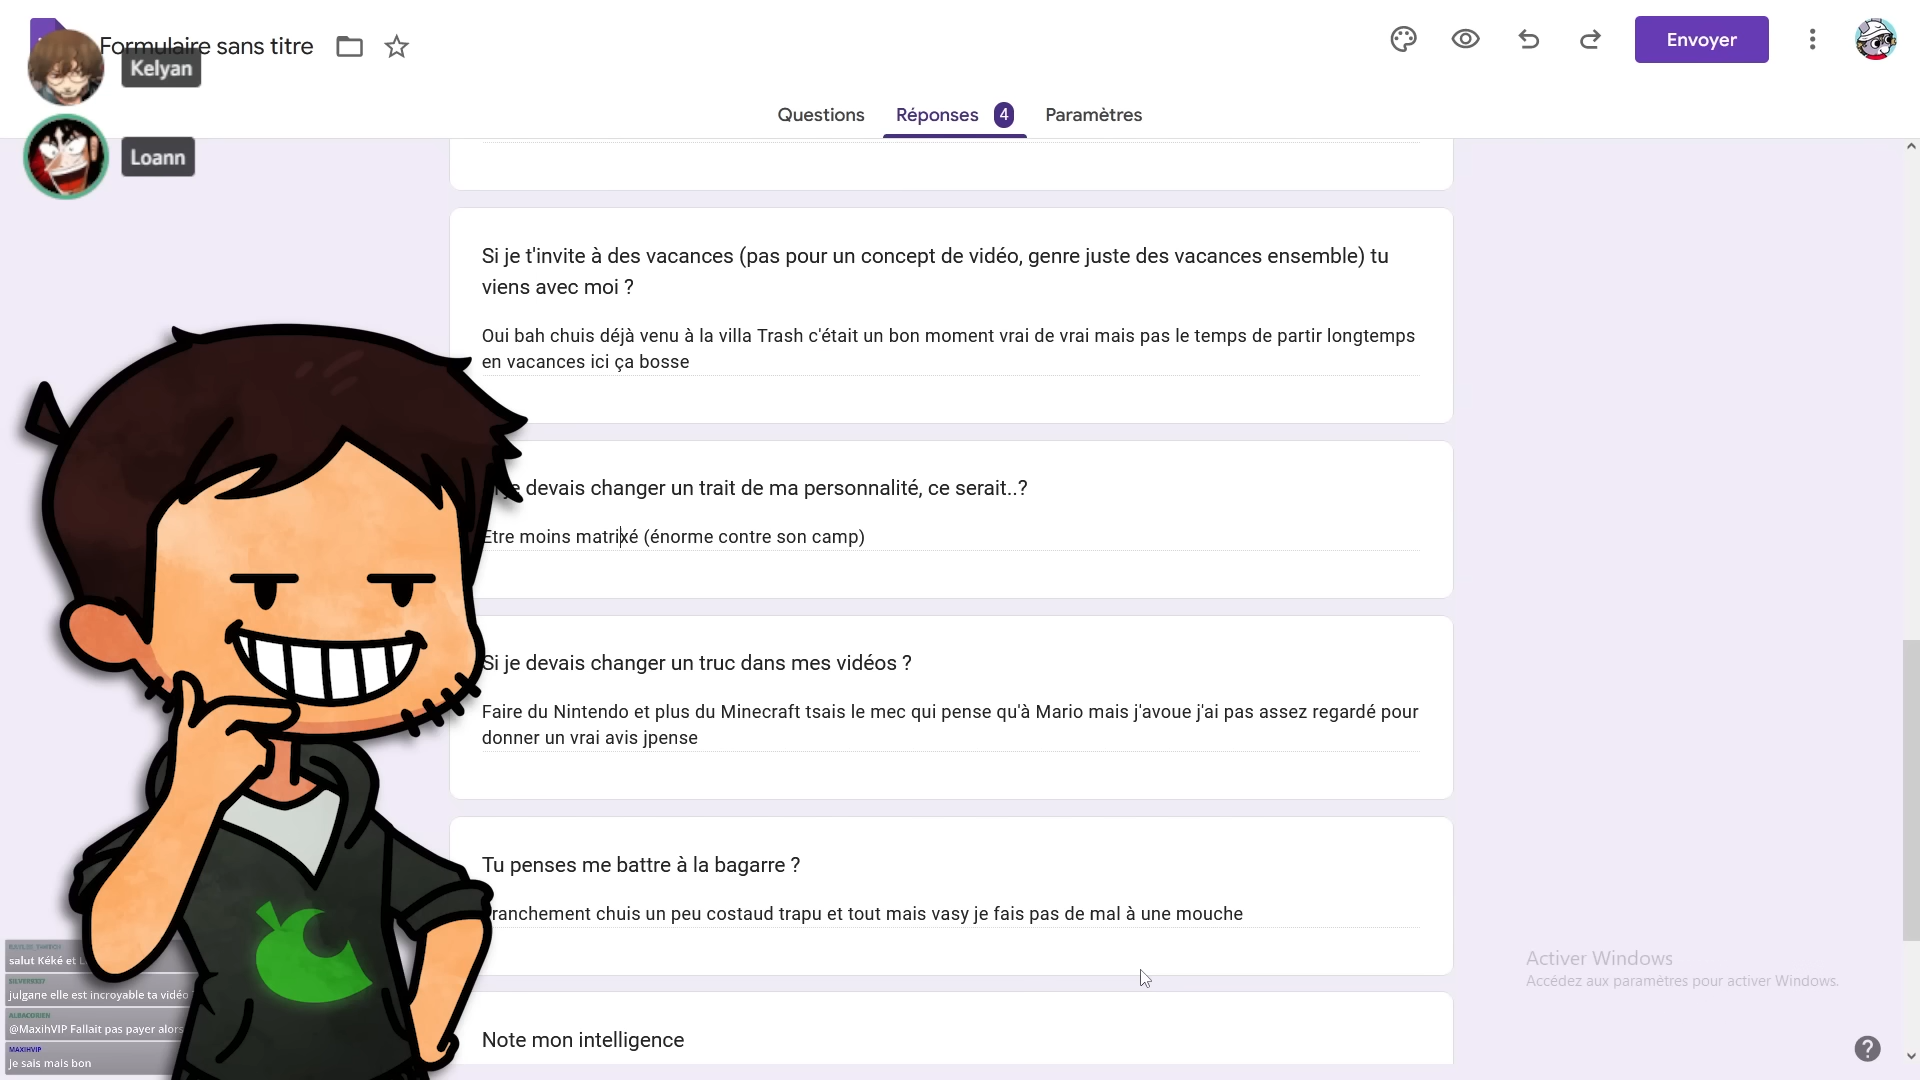 Formulaire sans titre
Envoyer
Kelyan
Loann
Questions
Réponses 4
Paramètres
Si je t'invite à des vacances (pas pour un concept de vidéo, genre juste des vacances ensemble) tu
viens avec moi ?
Oui bah chuis déjà venu à la villa Trash c'était un bon moment vrai de vrai mais pas le temps de partir longtemps
en vacances ici ça bosse
je devais changer un trait de ma personnalité, ce serait..?
Etre moins matrixé (énorme contre son camp)
Si je devais changer un truc dans mes vidéos ?
Faire du Nintendo et plus du Minecraft tsais le mec qui pense qu'à Mario mais j'avoue j'ai pas assez regardé pour
donner un vrai avis jpense
Tu penses me battre à la bagarre ?
ranchement chuis un peu costaud trapu et tout mais vasy je fais pas de mal à une mouche
Note mon intelligence
Activer Windows
Accédez aux paramètres pour activer Windows.
salut Kéké et
julgane elle est incroyable ta vidéo
@MaxihVIP Fallait pas payer alors
MAXIHVIP
je sais mais bon